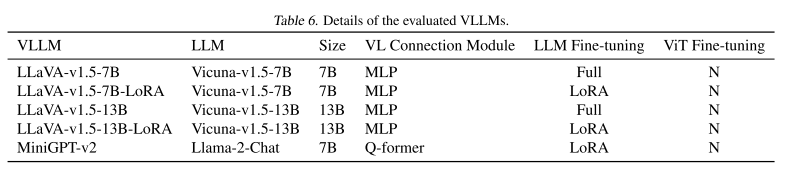 Table 6. Details of the evaluated VLLMs.
VLLM LLM Size VL Connection Module LLM Fine-tuning ViT Fine-tuning
LLaVA-v1.5-7B Vicuna-v1.5-7B 7B MLP Full N
LLaVA-v1.5-7B-LoRA Vicuna-v1.5-7B 7B MLP LoRA N
LLaVA-v1.5-13B Vicuna-v1.5-13B 13B MLP Full N
LLaVA-v1.5-13B-LoRA Vicuna-v1.5-13B 13B MLP LoRA N
MiniGPT-v2 Llama-2-Chat 7B Q-former LoRA N